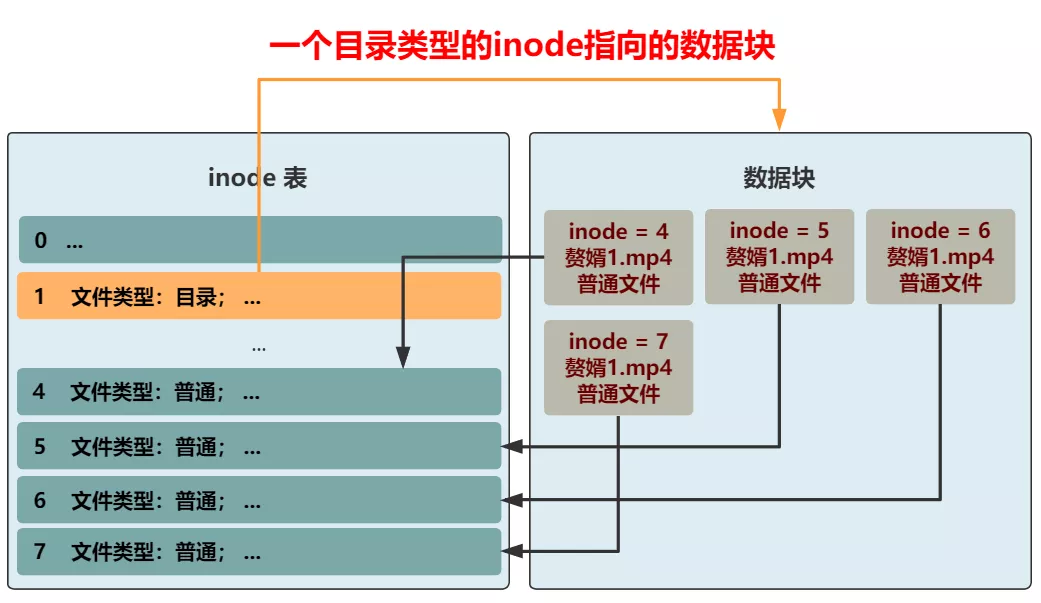 一个目录类型的inode指向的数据块
inode 表
0 ...
1 文件类型：目录； ...
...
4 文件类型：普通； ...
5 文件类型：普通； ...
6 文件类型：普通； ...
7 文件类型：普通； ...
数据块
inode = 4
赘婿1.mp4
普通文件
inode = 5
赘婿1.mp4
普通文件
inode = 6
赘婿1.mp4
普通文件
inode = 7
赘婿1.mp4
普通文件